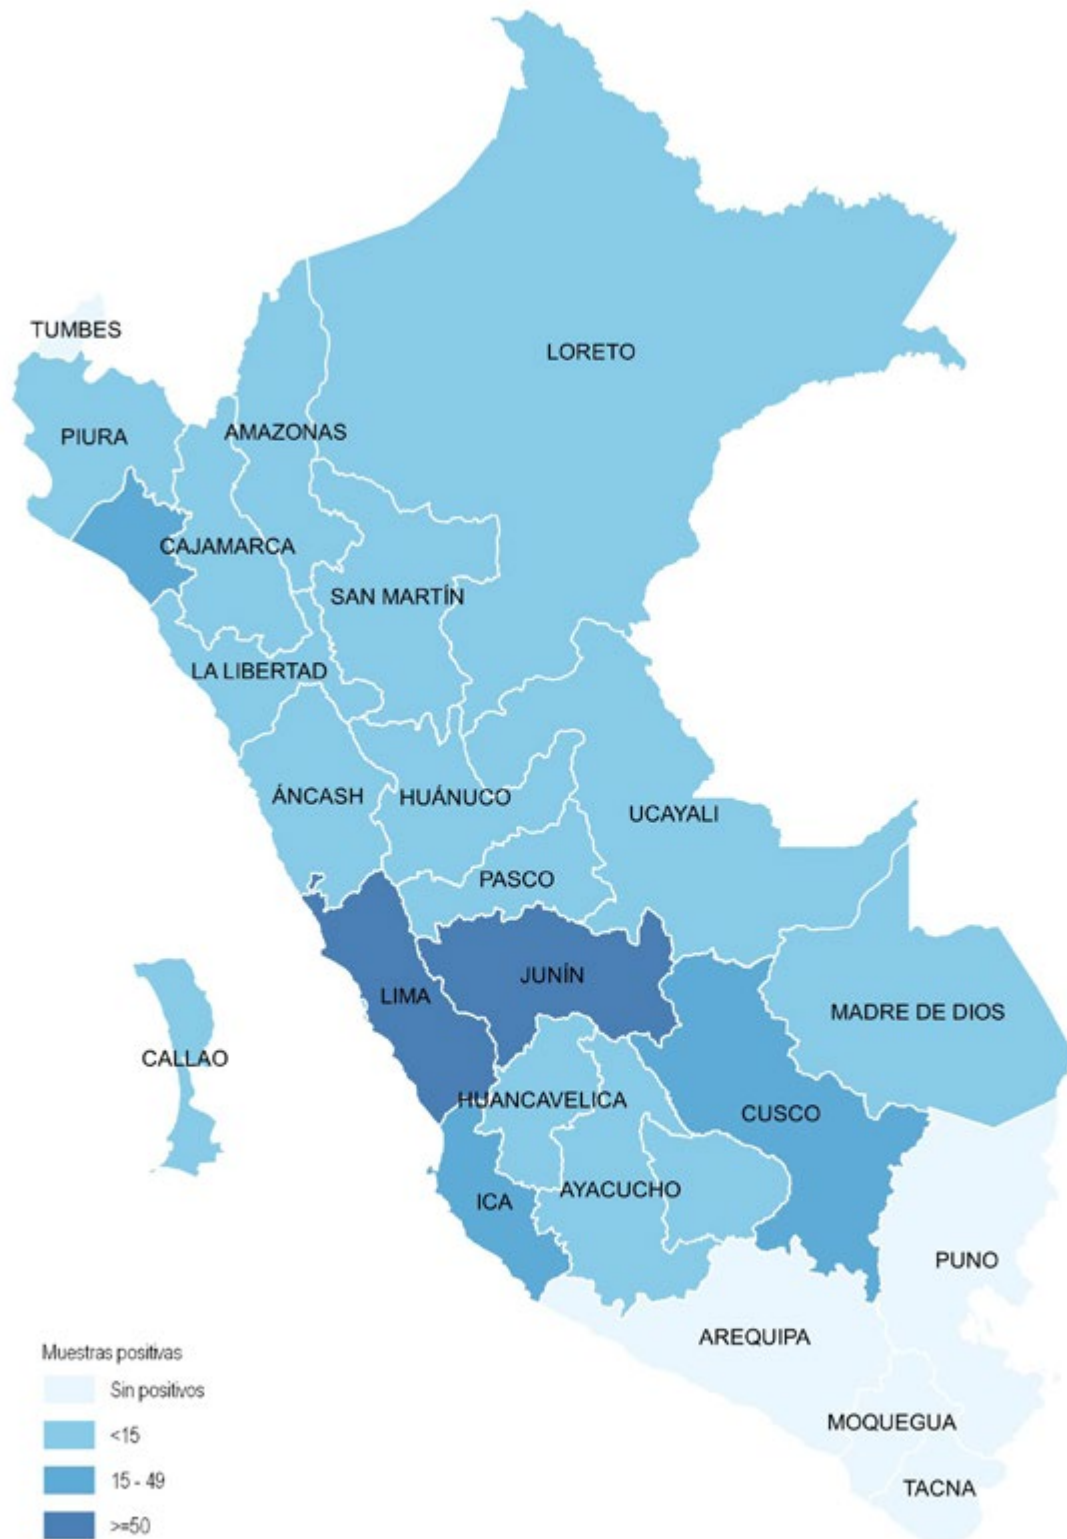 TUMBES
LORETO
PIURA
AMAZONAS
CAJAMARCA
SAN MARTÍN
LA LIBERTAD
ÁNCASH
HUÁNUCO
UCAYALI
PASCO
JUNÍN
LIMA
MADRE DE DIOS
CALLAO
HUANCAVELICA
CUSCO
AYACUCHO
ICA
PUNO
AREQUIPA
MOQUEGUA
TACNA
Muestras positivas
Sin positivos
<15
15 - 49
>=50